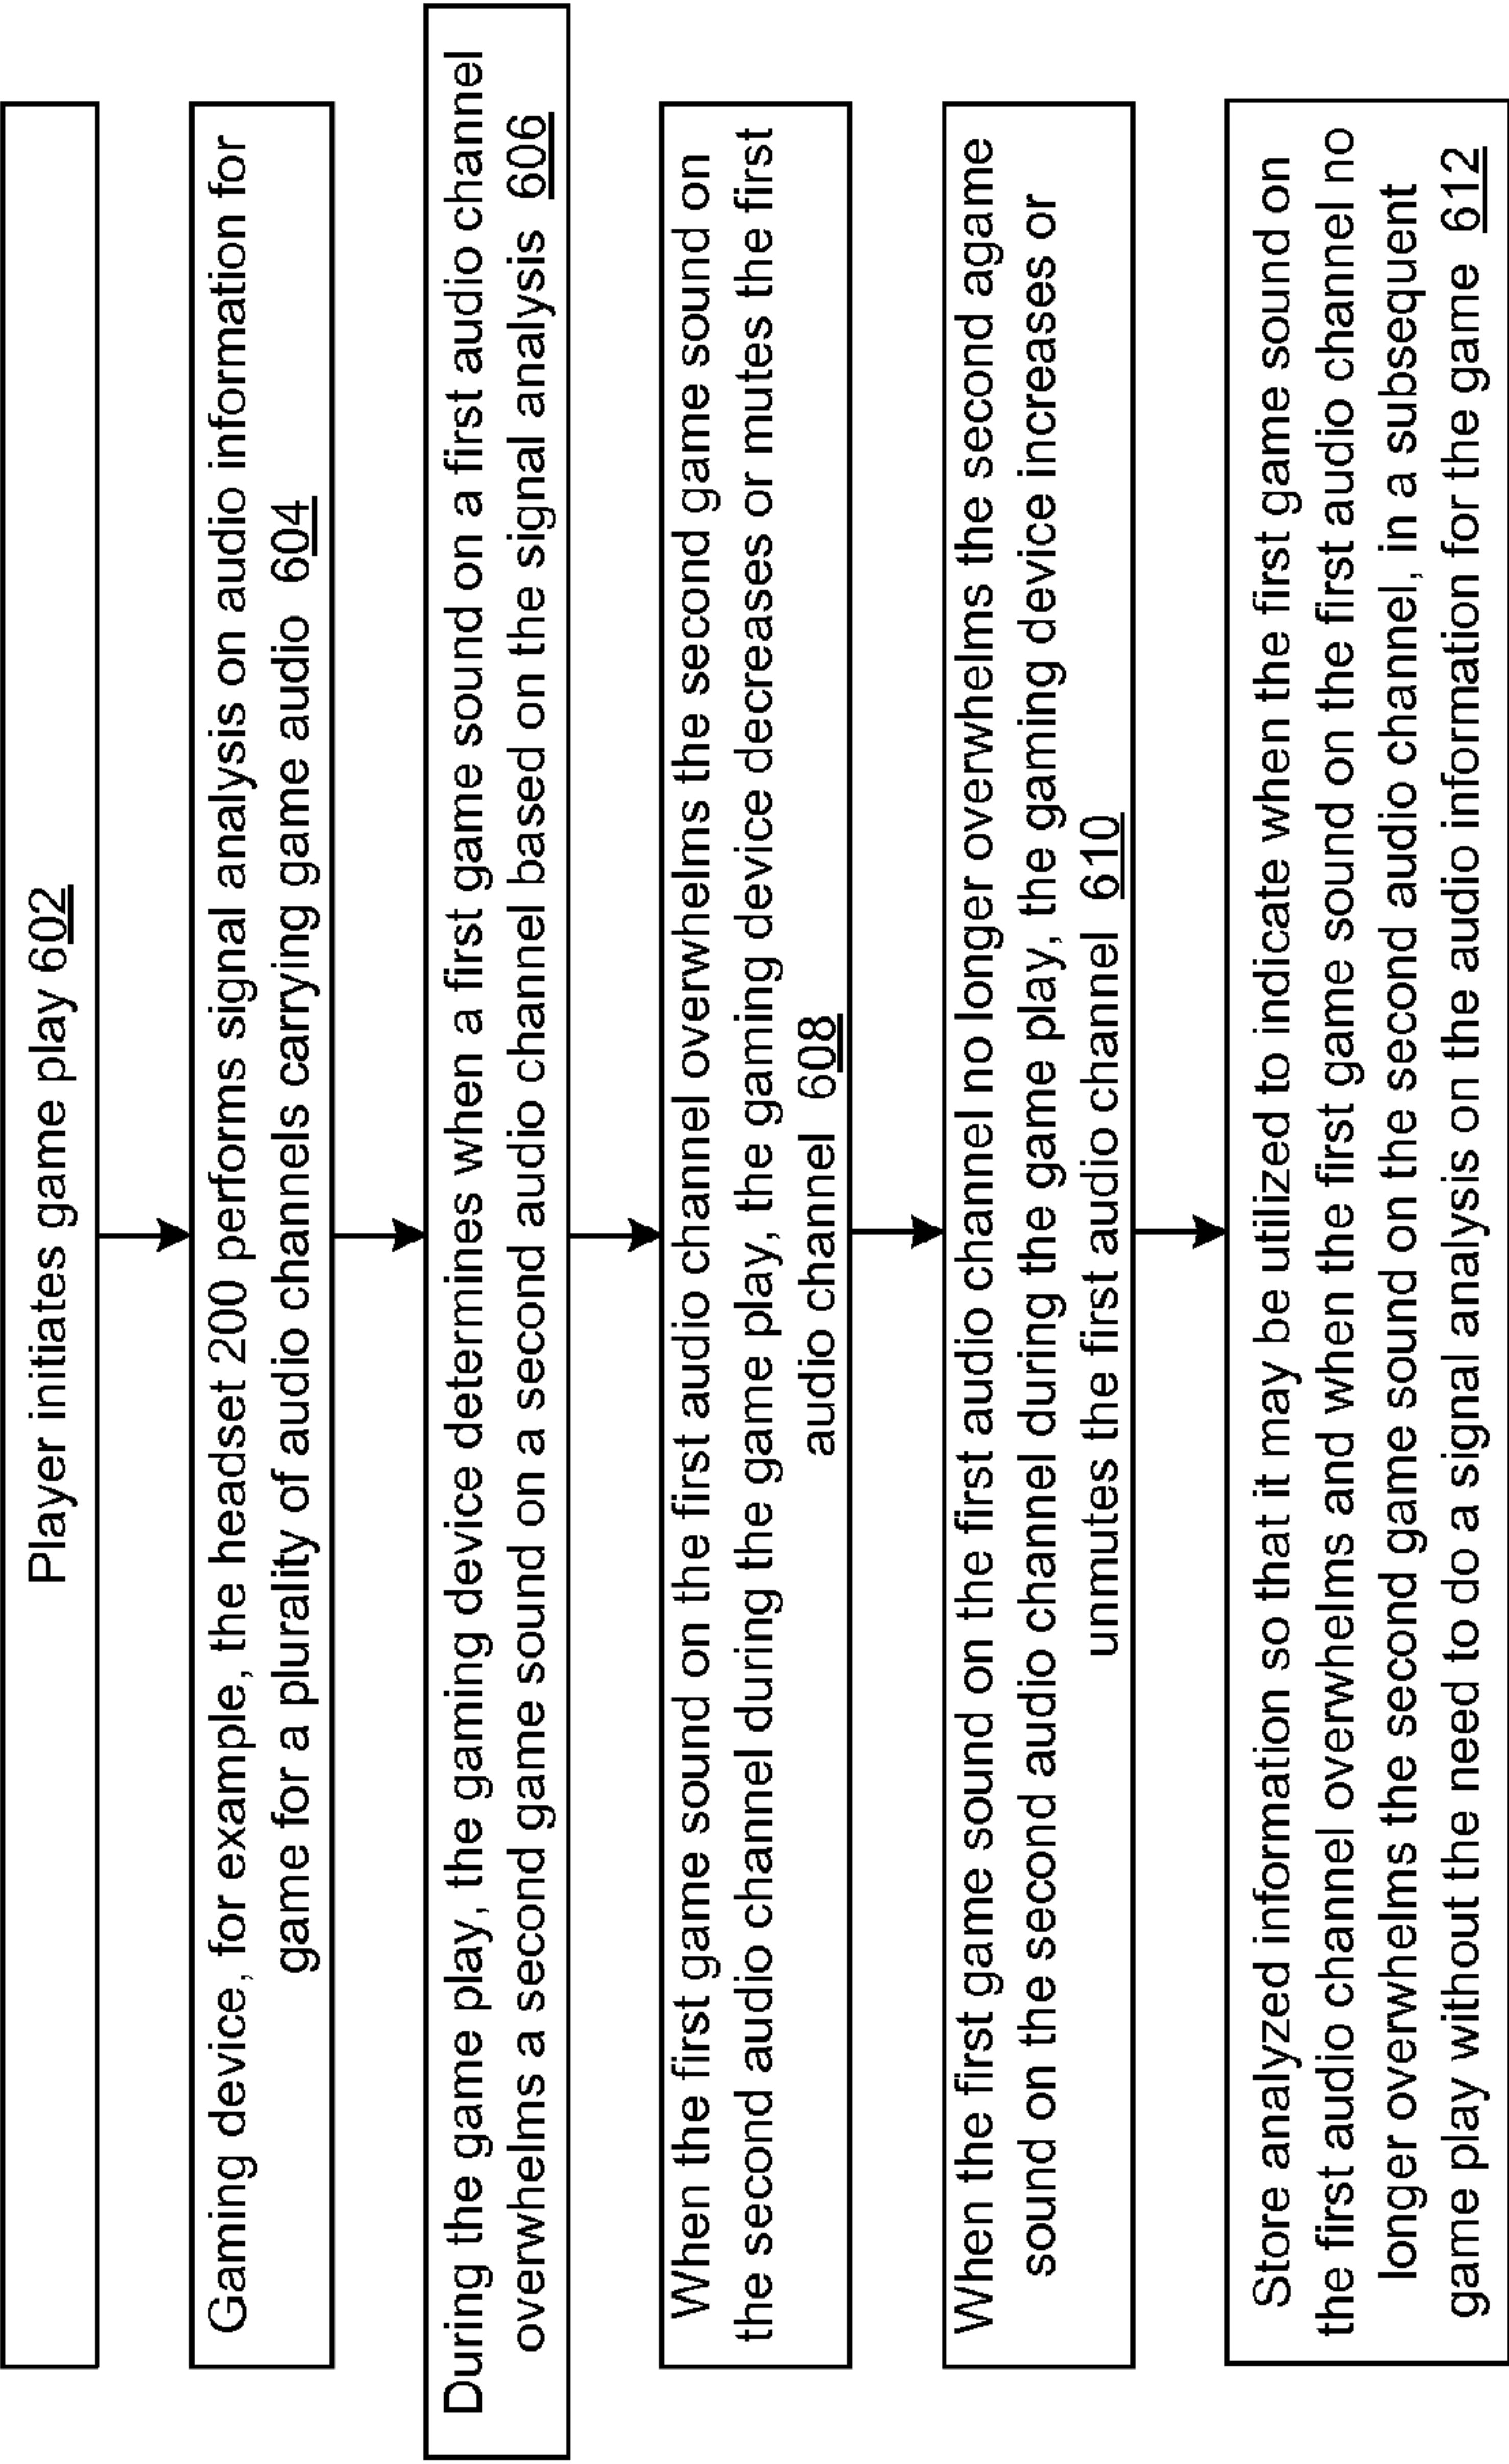 Player initiates game play 602
Gaming device, for example, the headset 200 performs signal analysis on audio information for
game for a plurality of audio channels carrying game audio 604
During the game play, the gaming device determines when a first game sound on a first audio channel
overwhelms a second game sound on a second audio channel based on the signal analysis 606
When the first game sound on the first audio channel overwhelms the second game sound on
the second audio channel during the game play, the gaming device decreases or mutes the first
audio channel 608
When the first game sound on the first audio channel no longer overwhelms the second agame
sound on the second audio channel during the game play, the gaming device increases or
unmutes the first audio channel 610
Store analyzed information so that it may be utilized to indicate when the first game sound on
the first audio channel overwhelms and when the first game sound on the first audio channel no
longer overwhelms the second game sound on the second audio channel, in a subsequent
game play without the need to do a signal analysis on the audio information for the game 612